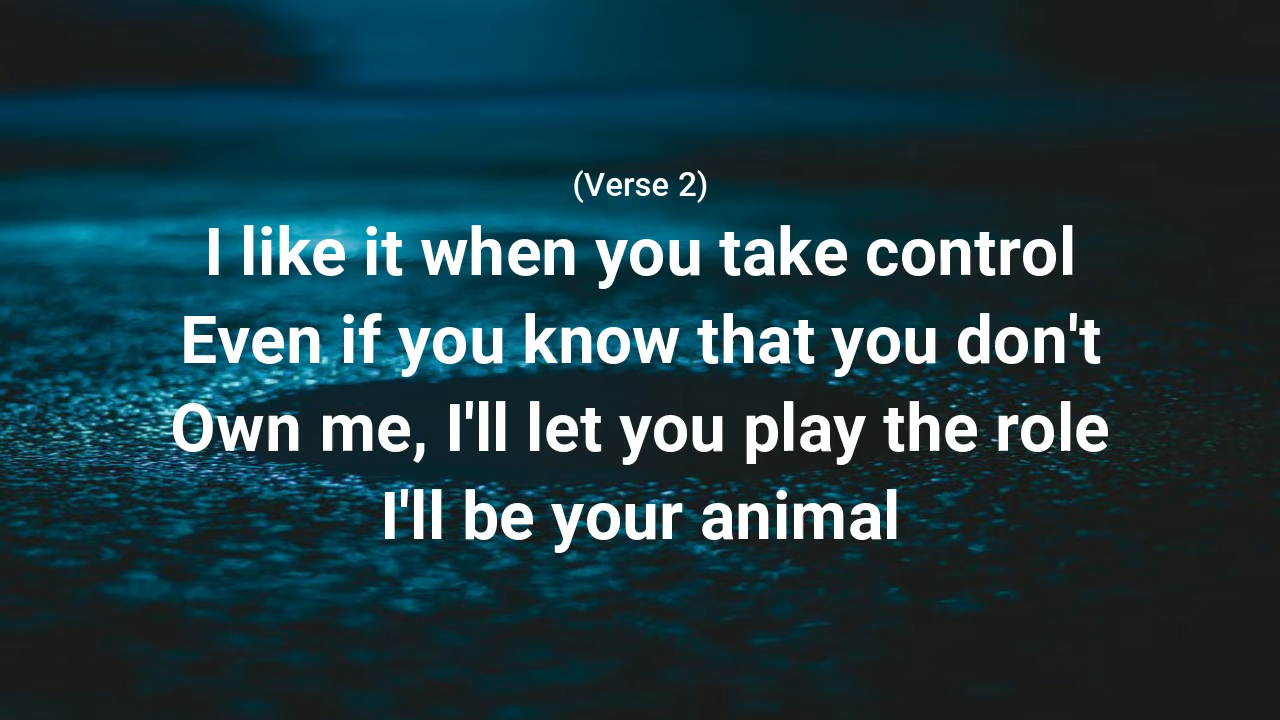 (Verse 2)
I like it when you take control
Even if you know that you don't
Own me, I'll let you play the role
I'll be your animal